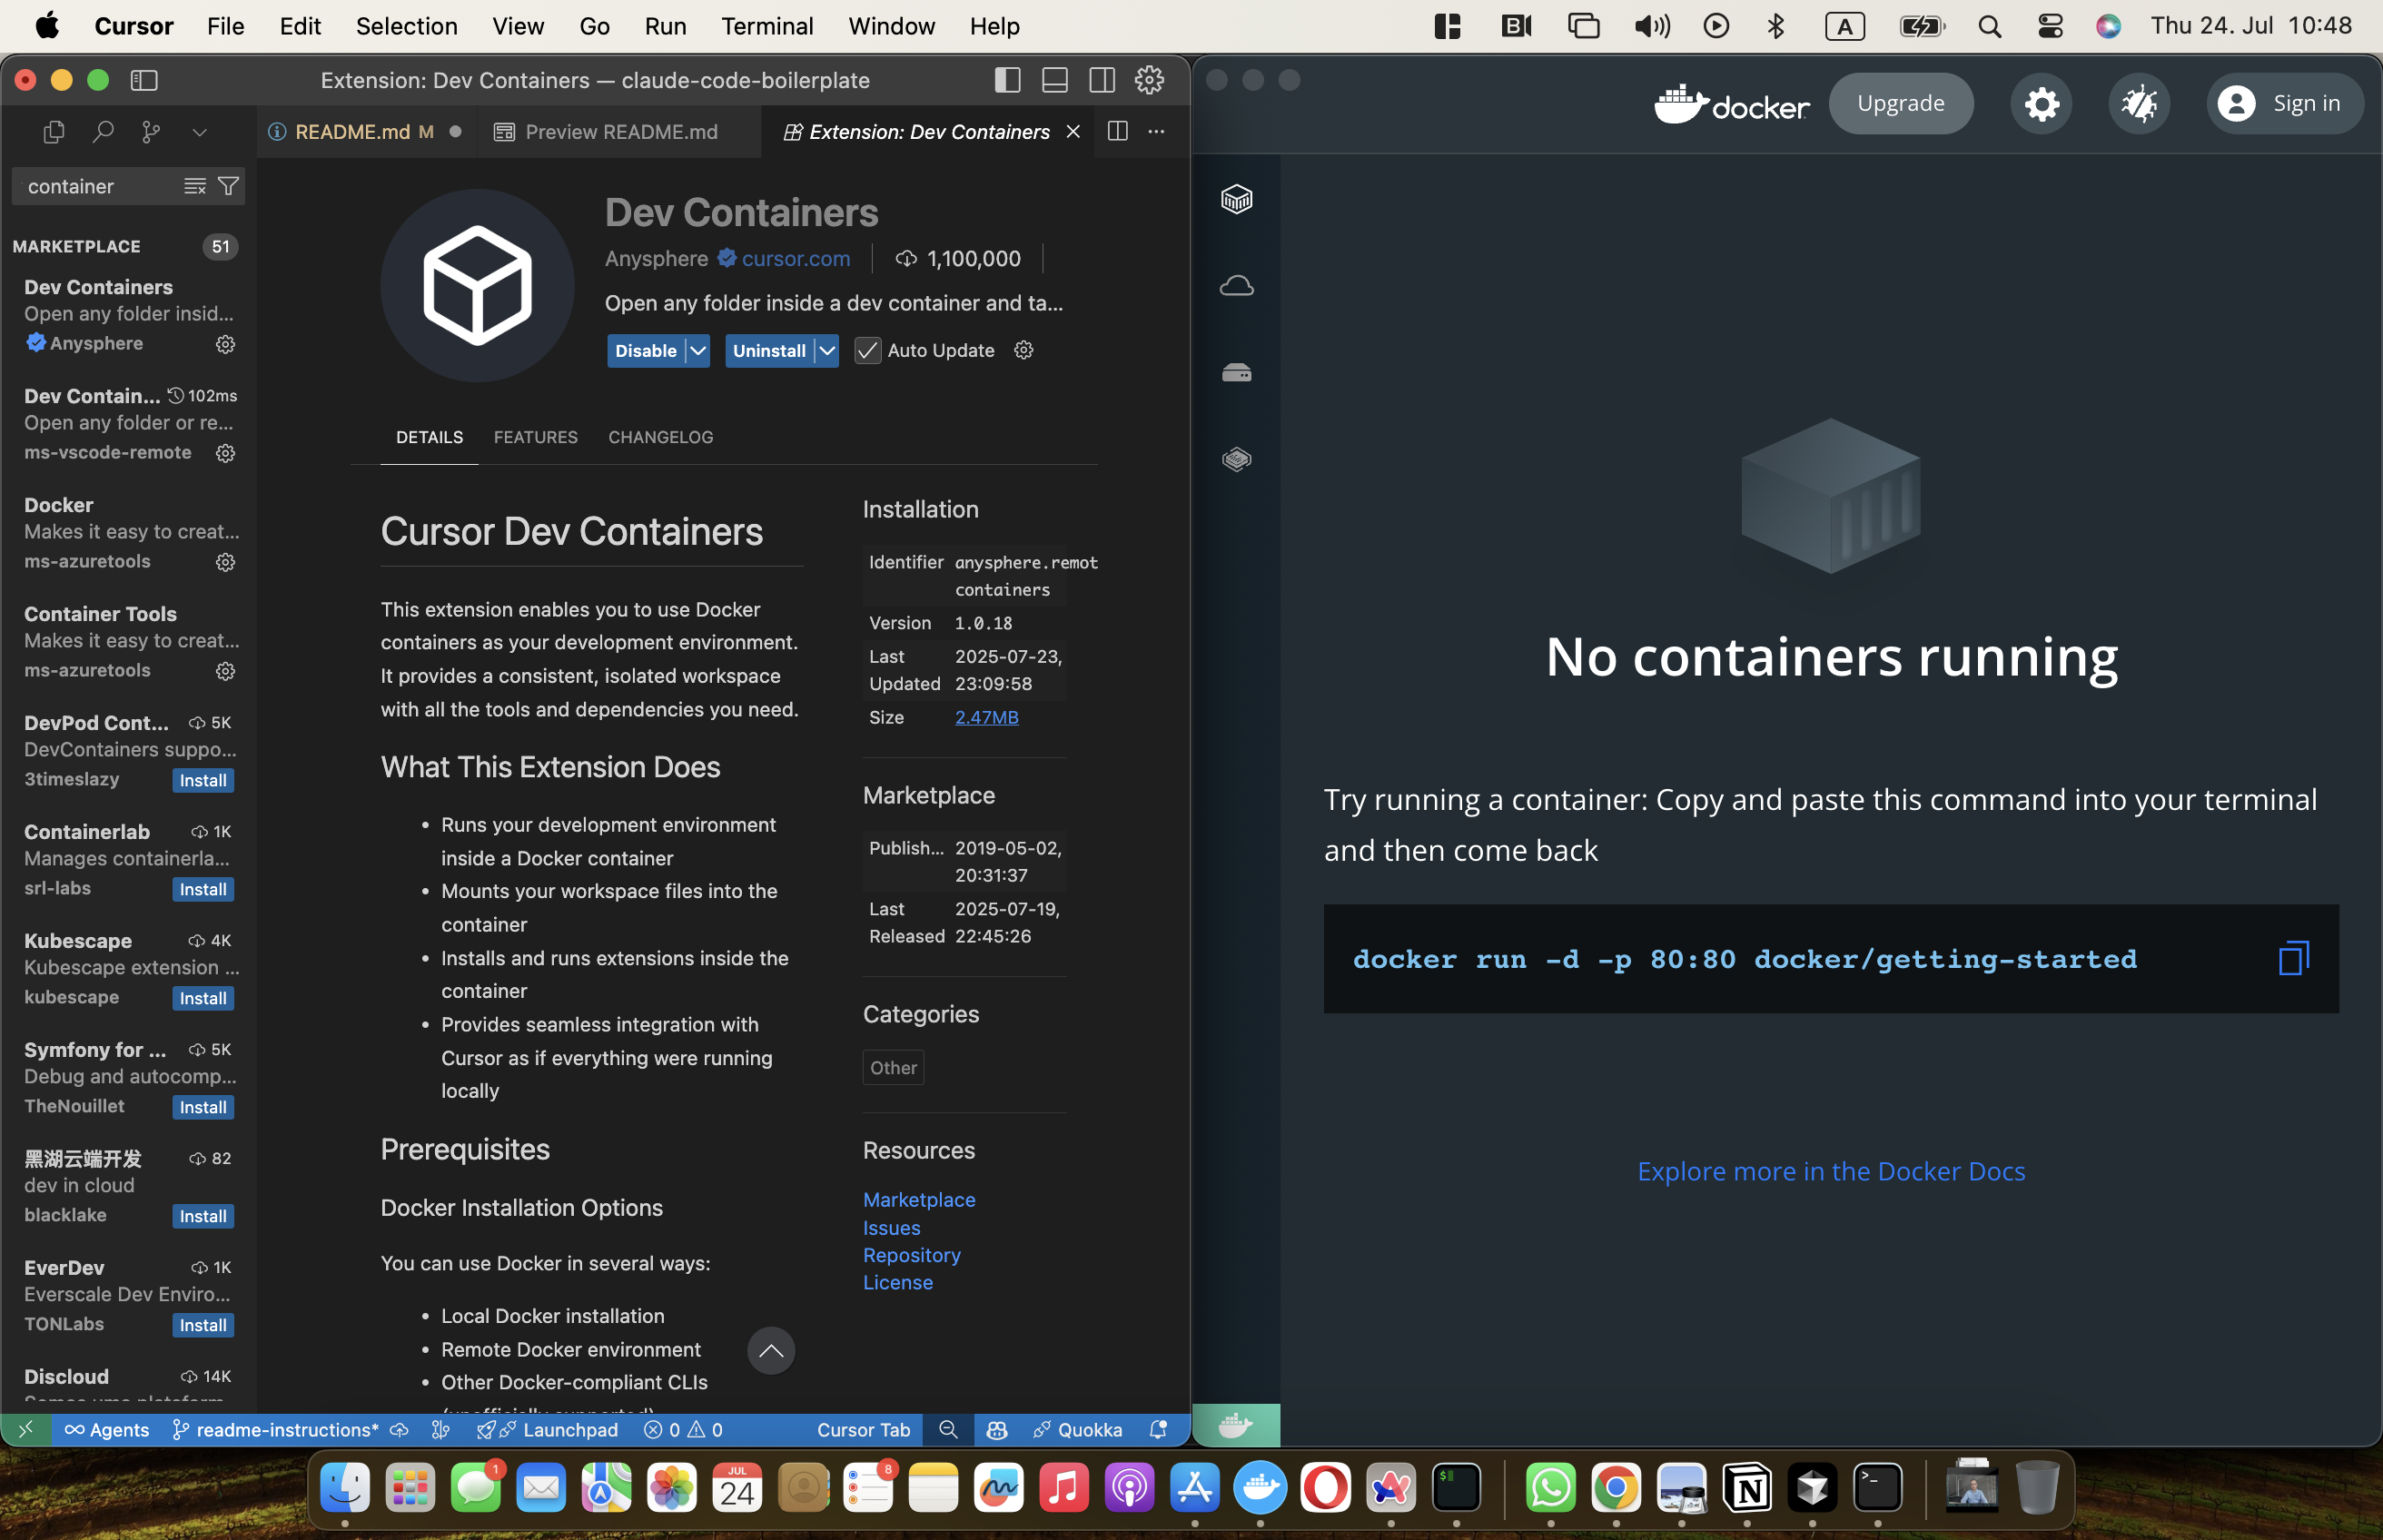 Cursor File Edit Selection View Go Run Terminal Window Help
A
Thu 24. Jul 10:48
Extension: Dev Containers — claude-code-boilerplate
README.md M
Preview README.md
Extension: Dev Containers
container
MARKETPLACE 51
Dev Containers
Open any folder insid...
Anysphere
Dev Contain... 102ms
Open any folder or re...
ms-vscode-remote
Docker
Makes it easy to creat...
ms-azuretools
Container Tools
Makes it easy to creat...
ms-azuretools
DevPod Cont... 5K
DevContainers suppo...
3timeslazy Install
Containerlab 1K
Manages containerla...
srl-labs Install
Kubescape 4K
Kubescape extension ...
kubescape Install
Symfony for ... 5K
Debug and autocomp...
TheNouillet Install
黑湖云端开发 82
dev in cloud
blacklake Install
EverDev 1K
Everscale Dev Enviro...
TONLabs Install
Discloud 14K
Dev Containers
Anysphere cursor.com 1,100,000
Open any folder inside a dev container and ta...
Disable Uninstall Auto Update
DETAILS FEATURES CHANGELOG
Cursor Dev Containers
This extension enables you to use Docker
containers as your development environment.
It provides a consistent, isolated workspace
with all the tools and dependencies you need.
What This Extension Does
• Runs your development environment
inside a Docker container
• Mounts your workspace files into the
container
• Installs and runs extensions inside the
container
• Provides seamless integration with
Cursor as if everything were running
locally
Prerequisites
Docker Installation Options
You can use Docker in several ways:
• Local Docker installation
• Remote Docker environment
• Other Docker-compliant CLIs
(unofficially supported)
Installation
Identifier anysphere.remot
containers
Version 1.0.18
Last 2025-07-23,
Updated 23:09:58
Size 2.47MB
Marketplace
Publish... 2019-05-02,
20:31:37
Last 2025-07-19,
Released 22:45:26
Categories
Other
Resources
Marketplace
Issues
Repository
License
Agents readme-instructions* Launchpad 0 0 Cursor Tab Quokka
docker Upgrade Sign in
No containers running
Try running a container: Copy and paste this command into your terminal
and then come back
docker run -d -p 80:80 docker/getting-started
Explore more in the Docker Docs
1
JUL
24
8